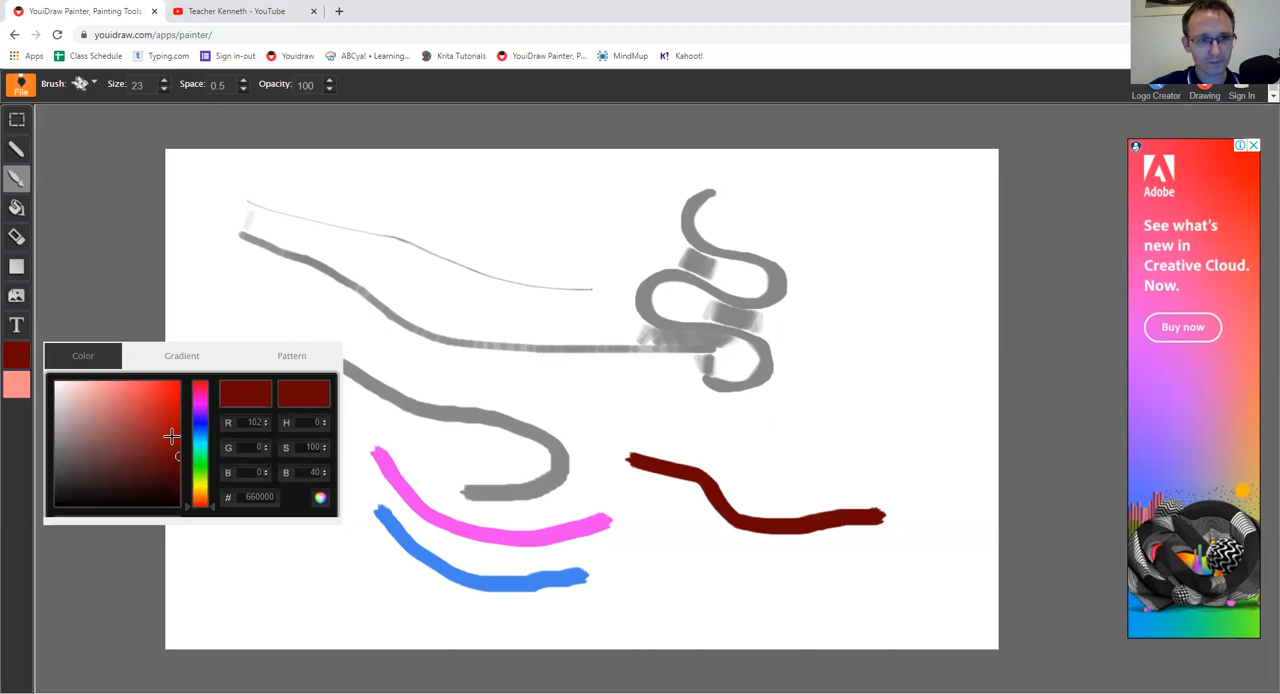 YouiDraw Painter, Painting Tools
Teacher Kenneth - YouTube
youidraw.com/apps/painter/
Apps
Class Schedule
Typing.com
Sign in-out
Youidraw
ABCya! • Learning...
Krita Tutorials
YouiDraw Painter, P...
MindMup
Kahoot!
File
Brush:
Size: 23
Space: 0.5
Opacity: 100
Logo Creator
Drawing
Sign In
T
Color
Gradient
Pattern
R 102
H 0
G 0
S 100
B 0
B 40
# 660000
Adobe
See what's
new in
Creative Cloud.
Now.
Buy now